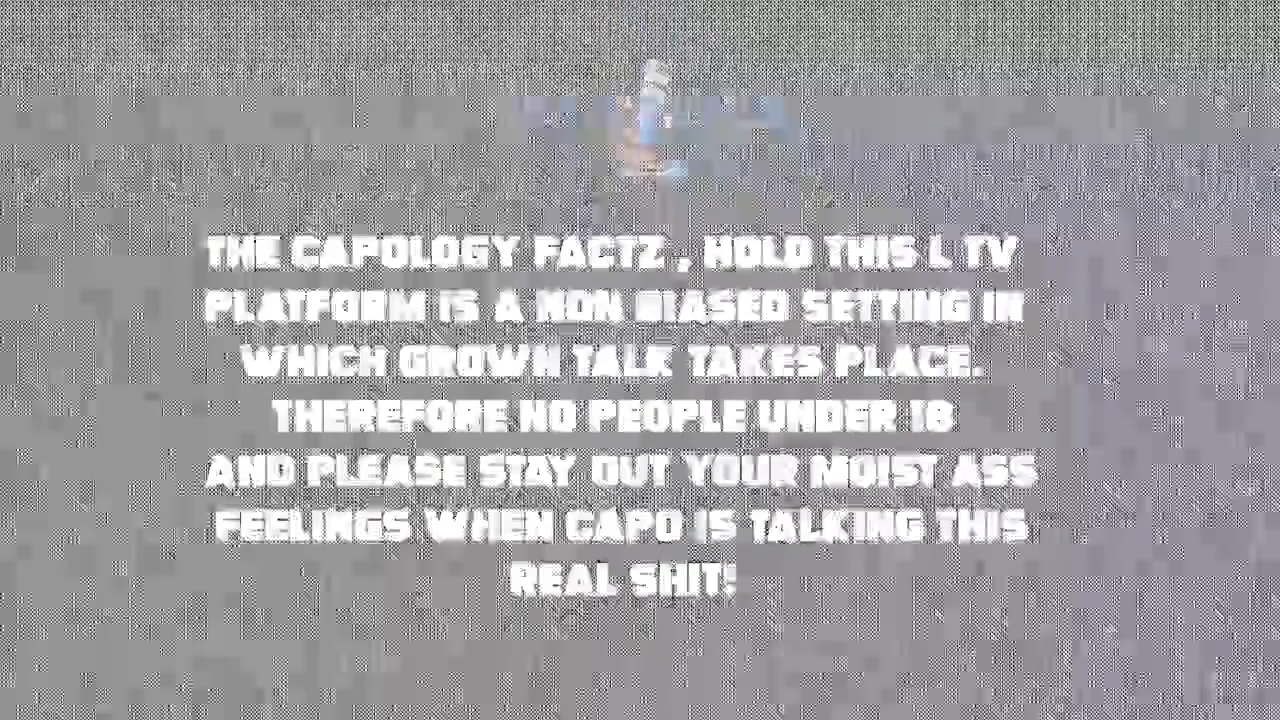 THE CAPOLOGY FACTZ , HOLD THIS L TV
PLATFORM IS A NON BIASED SETTING IN
WHICH GROWN TALK TAKES PLACE.
THEREFORE NO PEOPLE UNDER 18
AND PLEASE STAY OUT YOUR MOIST ASS
FEELINGS WHEN CAPO IS TALKING THIS
REAL SHIT!